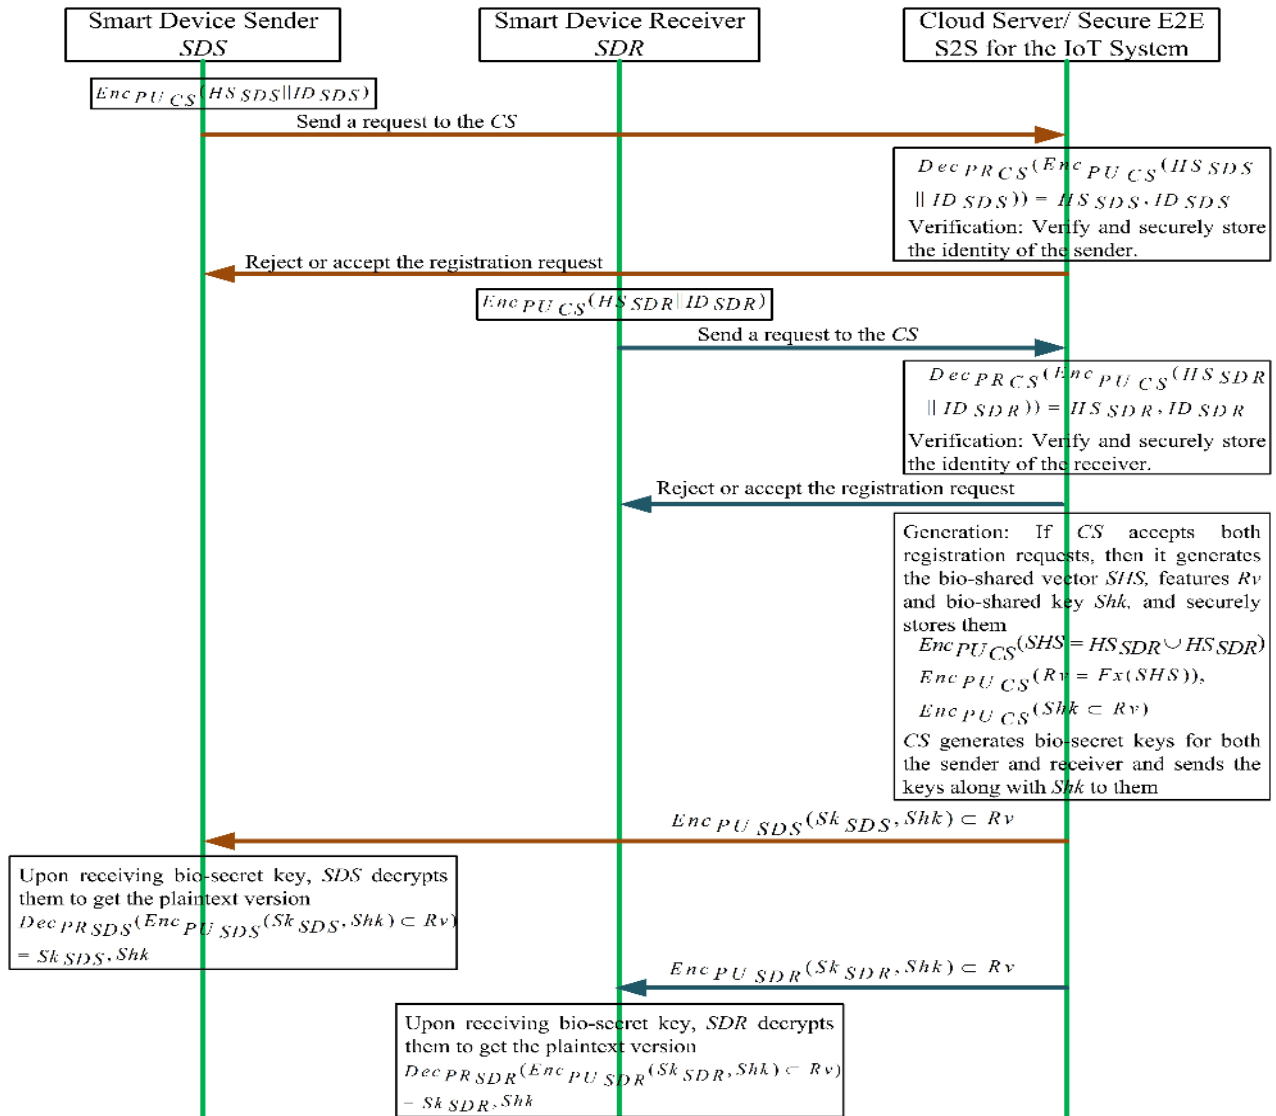 Smart Device Sender
SDS
Smart Device Receiver
SDR
Cloud Server/ Secure E2E
S2S for the IoT System
Enc PU CS (HS SDS || ID SDS)
Send a request to the CS
Dec PR CS (Enc PU CS (HS SDS
|| ID SDS)) = HS SDS, ID SDS
Verification: Verify and securely store
the identity of the sender.
Reject or accept the registration request
Enc PU CS (HS SDR || ID SDR)
Send a request to the CS
Dec PR CS (Enc PU CS (HS SDR
|| ID SDR)) = HS SDR, ID SDR
Verification: Verify and securely store
the identity of the receiver.
Reject or accept the registration request
Generation: If CS accepts both
registration requests, then it generates
the bio-shared vector SHS, features Rv
and bio-shared key Shk, and securely
stores them
Enc PU CS (SHS = HS SDR ∪ HS SDR)
Enc PU CS (Rv = Fx(SHS)),
Enc PU CS (Shk ⊂ Rv)
CS generates bio-secret keys for both
the sender and receiver and sends the
keys along with Shk to them
Enc PU SDS (Sk SDS, Shk) ⊂ Rv
Upon receiving bio-secret key, SDS decrypts
them to get the plaintext version
Dec PR SDS (Enc PU SDS (Sk SDS, Shk) ⊂ Rv)
= Sk SDS, Shk
Enc PU SDR (Sk SDR, Shk) ⊂ Rv
Upon receiving bio-secret key, SDR decrypts
them to get the plaintext version
Dec PR SDR (Enc PU SDR (Sk SDR, Shk) ⊂ Rv)
= Sk SDR, Shk